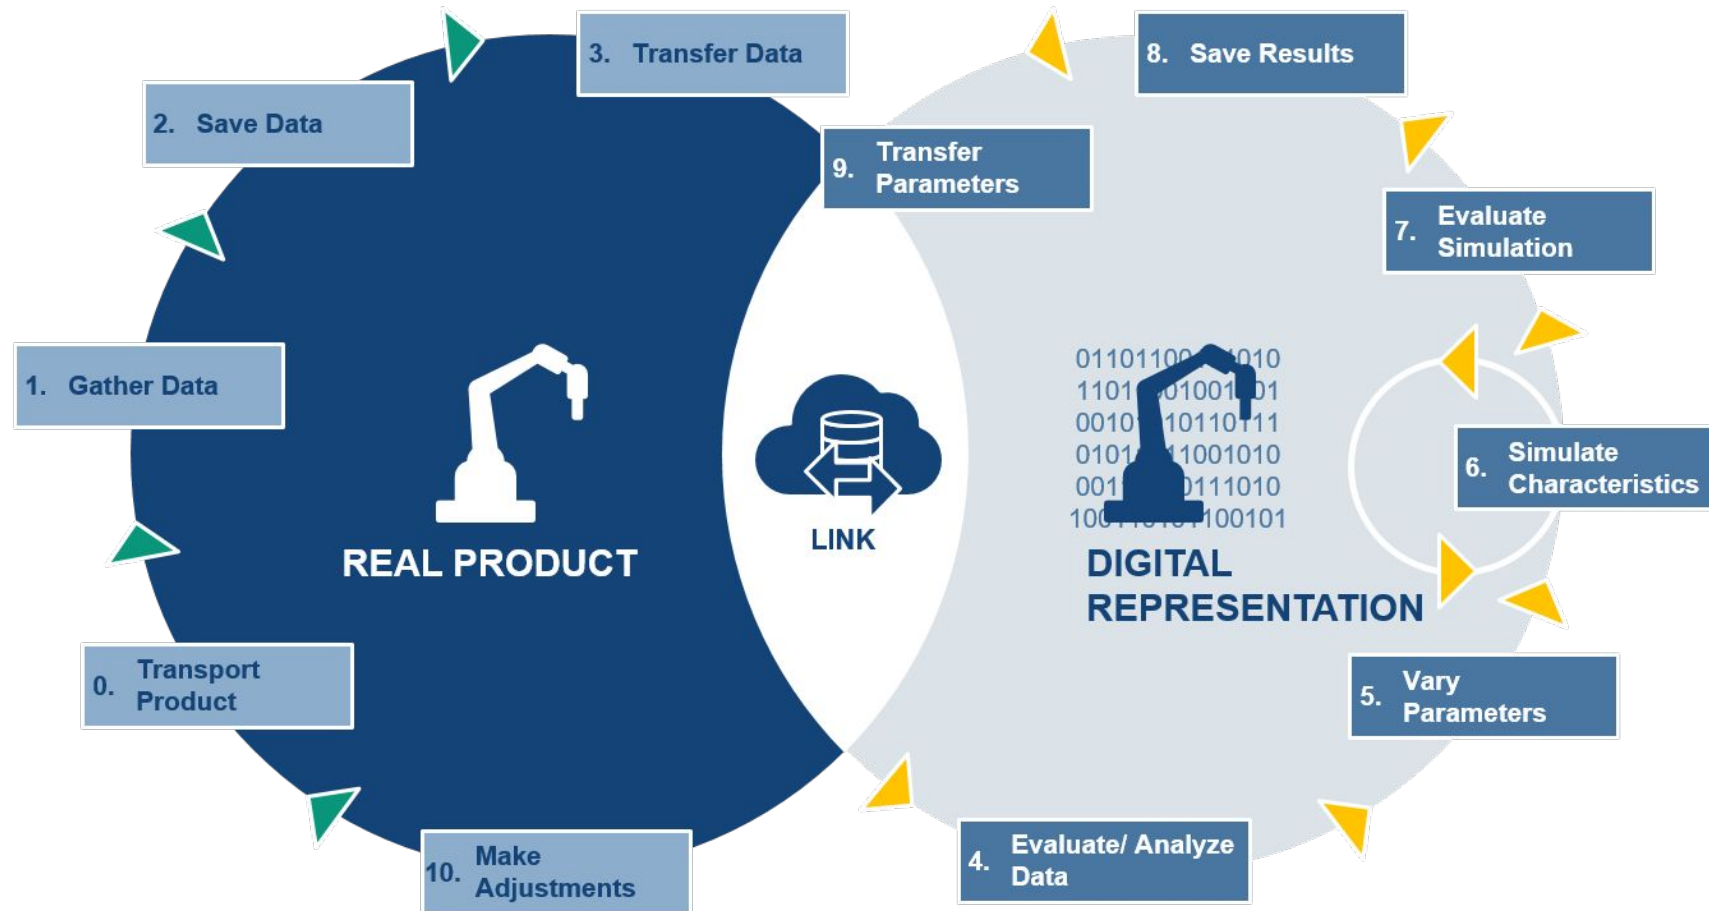 3. Transfer Data
8. Save Results
2. Save Data
9. Transfer
Parameters
7. Evaluate
Simulation
1. Gather Data
6. Simulate
Characteristics
LINK
REAL PRODUCT
DIGITAL
REPRESENTATION
0. Transport
Product
5. Vary
Parameters
10. Make
Adjustments
4. Evaluate/ Analyze
Data